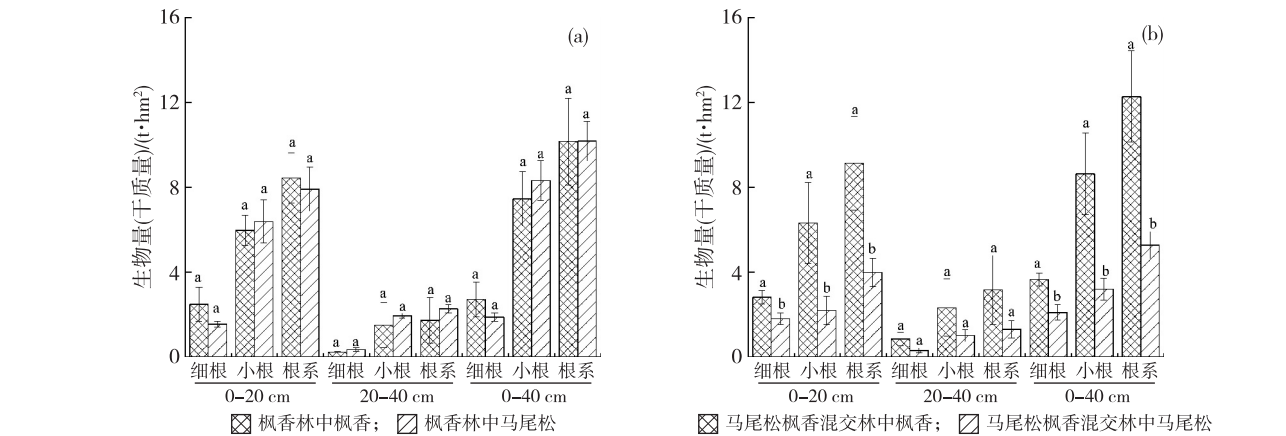 16
12
8
4
0
生物量(干质量)/(t·hm²)
(a)
a a a a a a
a a a a a a
a a a a a a
细根 小根 根系 细根 小根 根系 细根 小根 根系
0–20 cm 20–40 cm 0–40 cm
枫香林中枫香; 枫香林中马尾松
16
12
8
4
0
生物量(干质量)/(t·hm²)
(b)
a b a b a b
a a a a a a
a b a b a b
细根 小根 根系 细根 小根 根系 细根 小根 根系
0–20 cm 20–40 cm 0–40 cm
马尾松枫香混交林中枫香; 马尾松枫香混交林中马尾松